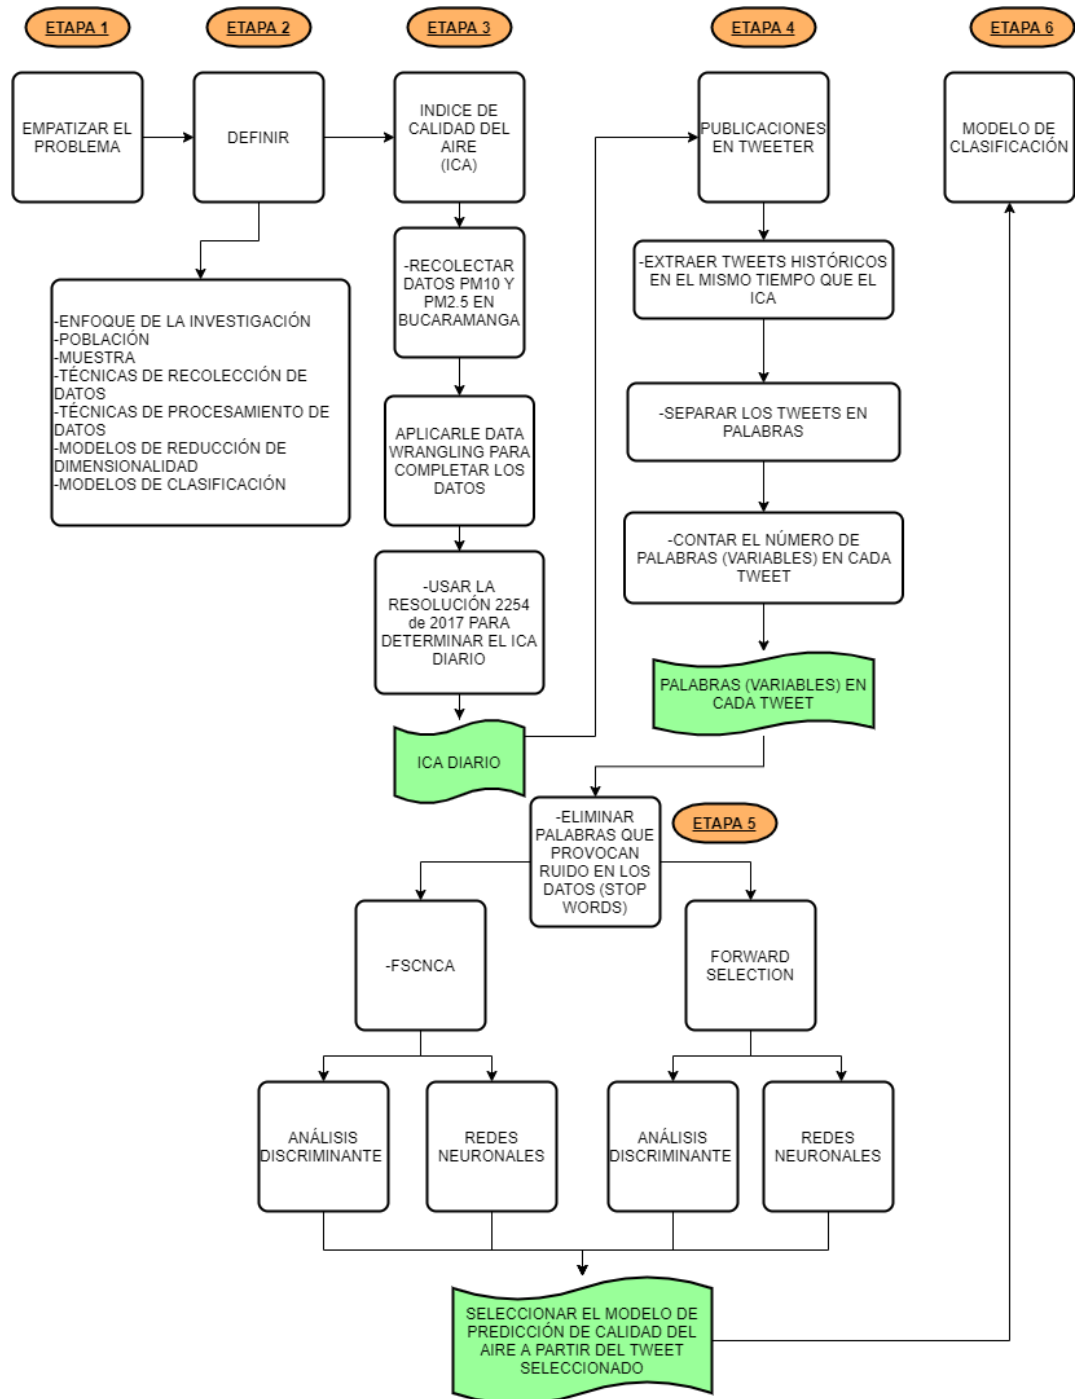 ETAPA 1
ETAPA 2
ETAPA 3
ETAPA 4
ETAPA 6
EMPATIZAR EL
PROBLEMA
DEFINIR
INDICE DE
CALIDAD DEL
AIRE
(ICA)
PUBLICACIONES
EN TWEETER
MODELO DE
CLASIFICACIÓN
-ENFOQUE DE LA INVESTIGACIÓN
-POBLACIÓN
-MUESTRA
-TÉCNICAS DE RECOLECCIÓN DE
DATOS
-TÉCNICAS DE PROCESAMIENTO DE
DATOS
-MODELOS DE REDUCCIÓN DE
DIMENSIONALIDAD
-MODELOS DE CLASIFICACIÓN
-RECOLECTAR
DATOS PM10 Y
PM2.5 EN
BUCARAMANGA
APLICARLE DATA
WRANGLING PARA
COMPLETAR LOS
DATOS
-USAR LA
RESOLUCIÓN 2254
de 2017 PARA
DETERMINAR EL ICA
DIARIO
ICA DIARIO
-EXTRAER TWEETS HISTÓRICOS
EN EL MISMO TIEMPO QUE EL
ICA
-SEPARAR LOS TWEETS EN
PALABRAS
-CONTAR EL NÚMERO DE
PALABRAS (VARIABLES) EN CADA
TWEET
PALABRAS (VARIABLES) EN
CADA TWEET
ETAPA 5
-ELIMINAR
PALABRAS QUE
PROVOCAN
RUIDO EN LOS
DATOS (STOP
WORDS)
-FSCNCA
FORWARD
SELECTION
ANÁLISIS
DISCRIMINANTE
REDES
NEURONALES
ANÁLISIS
DISCRIMINANTE
REDES
NEURONALES
SELECCIONAR EL MODELO DE
PREDICCIÓN DE CALIDAD DEL
AIRE A PARTIR DEL TWEET
SELECCIONADO